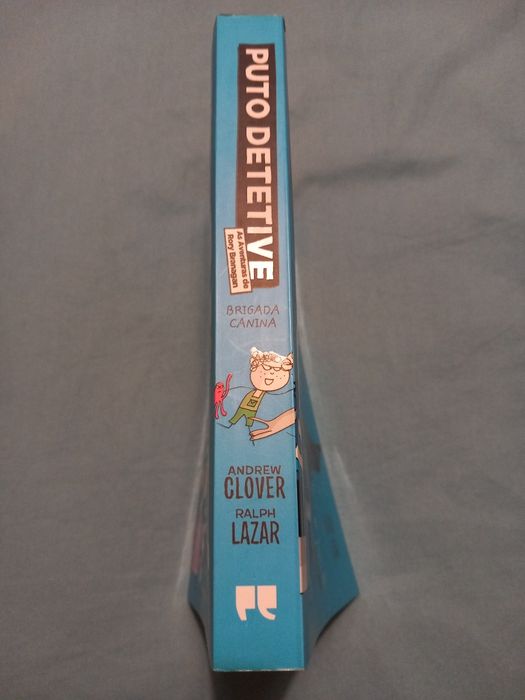 PUTO DETETIVE
As Aventuras de
Rory Branagan
BRIGADA
CANINA
ANDREW
CLOVER
RALPH
LAZAR